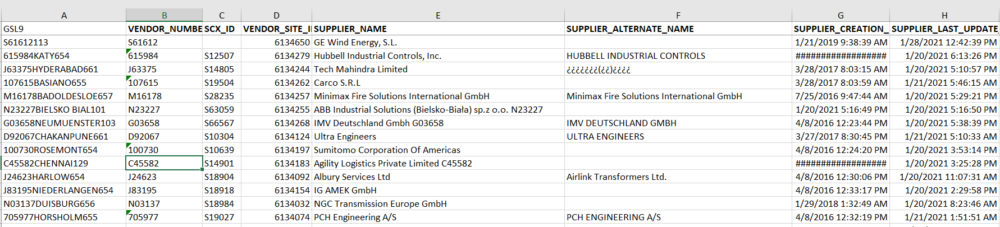 A B C D E F G H
GSL9 VENDOR_NUMBE SCX_ID VENDOR_SITE_I SUPPLIER_NAME SUPPLIER_ALTERNATE_NAME SUPPLIER_CREATION_ SUPPLIER_LAST_UPDATE_
S61612113 S61612 6134650 GE Wind Energy, S.L. 1/21/2019 9:38:39 AM 1/28/2021 12:42:39 PM
615984KATY654 615984 S12507 6134279 Hubbell Industrial Controls, Inc. HUBBELL INDUSTRIAL CONTROLS ################## 1/20/2021 6:13:26 PM
J63375HYDERABAD661 J63375 S14805 6134244 Tech Mahindra Limited ¿¿¿¿¿¿¿(¿¿)¿¿¿¿ 3/28/2017 8:03:15 AM 1/20/2021 5:10:57 PM
107615BASIANO655 107615 S19504 6134262 Carco S.R.L 3/28/2017 8:03:59 AM 1/21/2021 5:46:15 AM
M16178BADOLDESLOE657 M16178 S28235 6134257 Minimax Fire Solutions International GmbH Minimax Fire Solutions International GmbH 7/25/2016 9:47:44 AM 1/20/2021 5:29:21 PM
N23227BIELSKO BIAL101 N23227 S63059 6134255 ABB Industrial Solutions (Bielsko-Biała) sp.z o.o. N23227 1/20/2021 5:16:49 PM 1/20/2021 5:16:50 PM
G03658NEUMUENSTER103 G03658 S66567 6134268 IMV Deutschland Gmbh G03658 IMV DEUTSCHLAND GMBH 4/8/2016 12:23:44 PM 1/20/2021 5:38:39 PM
D92067CHAKANPUNE661 D92067 S10304 6134124 Ultra Engineers ULTRA ENGINEERS 3/27/2017 8:30:45 PM 1/21/2021 5:10:33 AM
100730ROSEMONT654 100730 S10639 6134197 Sumitomo Corporation Of Americas 4/8/2016 12:24:20 PM 1/20/2021 3:53:14 PM
C45582CHENNAI129 C45582 S14901 6134183 Agility Logistics Private Limited C45582 ################## 1/20/2021 3:25:28 PM
J24623HARLOW654 J24623 S18904 6134092 Albury Services Ltd Airlink Transformers Ltd. 4/8/2016 12:30:06 PM 1/20/2021 11:07:31 AM
J83195NIEDERLANGEN654 J83195 S18918 6134154 IG AMEK GmbH 4/8/2016 12:33:17 PM 1/20/2021 2:29:58 PM
N03137DUISBURG656 N03137 S18984 6134032 NGC Transmission Europe GmbH 1/29/2018 1:32:49 AM 1/20/2021 8:23:46 AM
705977HORSHOLM655 705977 S19027 6134074 PCH Engineering A/S PCH ENGINEERING A/S 4/8/2016 12:32:19 PM 1/21/2021 1:51:51 AM